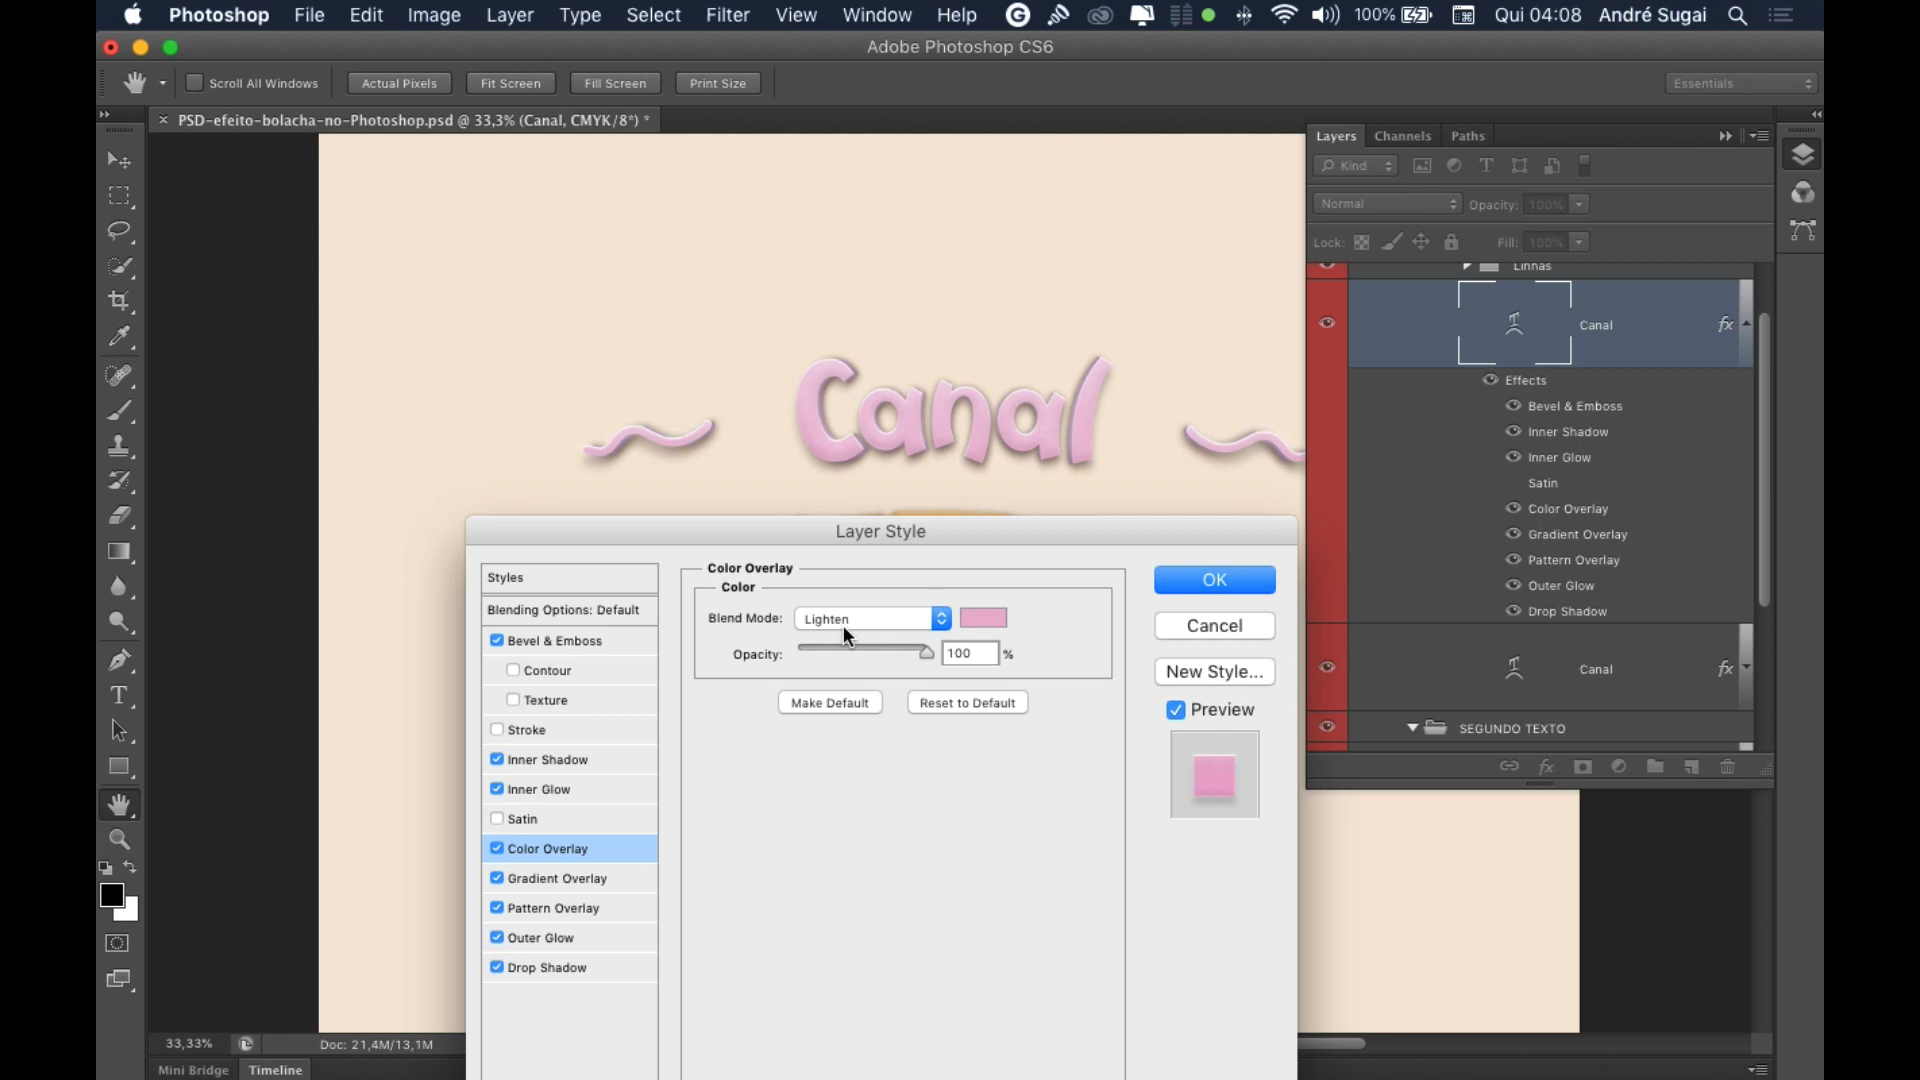 Photoshop File Edit Image Layer Type Select Filter View Window Help 100% Qui 04:08 André Sugai
Adobe Photoshop CS6
Scroll All Windows Actual Pixels Fit Screen Fill Screen Print Size Essentials
× PSD-efeito-bolacha-no-Photoshop.psd @ 33,3% (Canal, CMYK/8*) *
Layers Channels Paths
Kind
Normal Opacity: 100%
Lock: Fill: 100%
Linhas
Canal fx
Effects
Bevel & Emboss
Inner Shadow
Inner Glow
Satin
Color Overlay
Gradient Overlay
Pattern Overlay
Outer Glow
Drop Shadow
Canal fx
SEGUNDO TEXTO
Canal
Layer Style
Styles
Blending Options: Default
Bevel & Emboss
Contour
Texture
Stroke
Inner Shadow
Inner Glow
Satin
Color Overlay
Gradient Overlay
Pattern Overlay
Outer Glow
Drop Shadow
Color Overlay
Color
Blend Mode: Lighten
Opacity: 100 %
Make Default Reset to Default
OK
Cancel
New Style...
Preview
33,33% Doc: 21,4M/13,1M
Mini Bridge Timeline